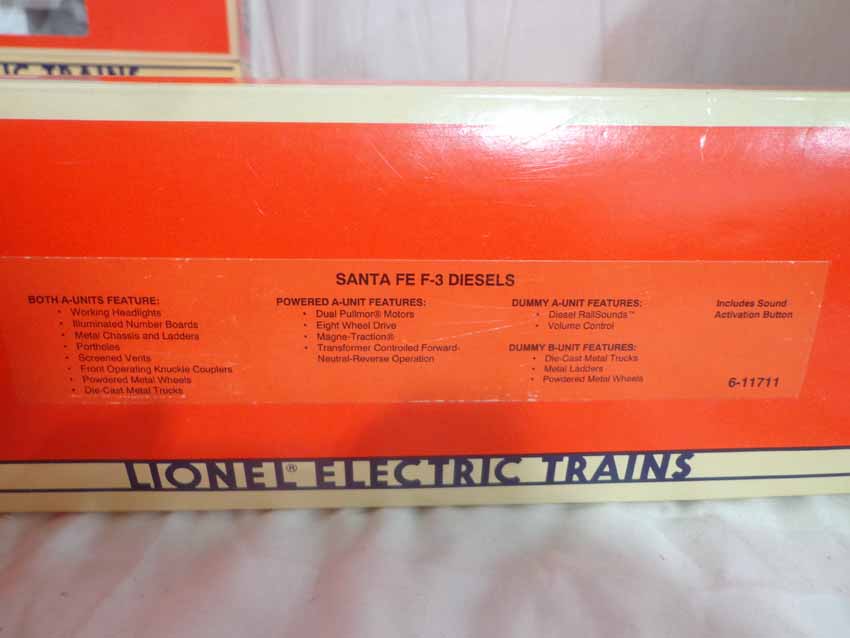 IC TRAINS
SANTA FE F-3 DIESELS
BOTH A-UNITS FEATURE:
• Working Headlights
• Illuminated Number Boards
• Metal Chassis and Ladders
• Portholes
• Screened Vents
• Front Operating Knuckle Couplers
• Powdered Metal Wheels
• Die-Cast Metal Trucks
POWERED A-UNIT FEATURES:
• Dual Pullmor® Motors
• Eight Wheel Drive
• Magne-Traction®
• Transformer Controlled Forward-
Neutral-Reverse Operation
DUMMY A-UNIT FEATURES:
• Diesel RailSounds™
• Volume Control
DUMMY B-UNIT FEATURES:
• Die-Cast Metal Trucks
• Metal Ladders
• Powdered Metal Wheels
Includes Sound
Activation Button
6-11711
LIONEL® ELECTRIC TRAINS